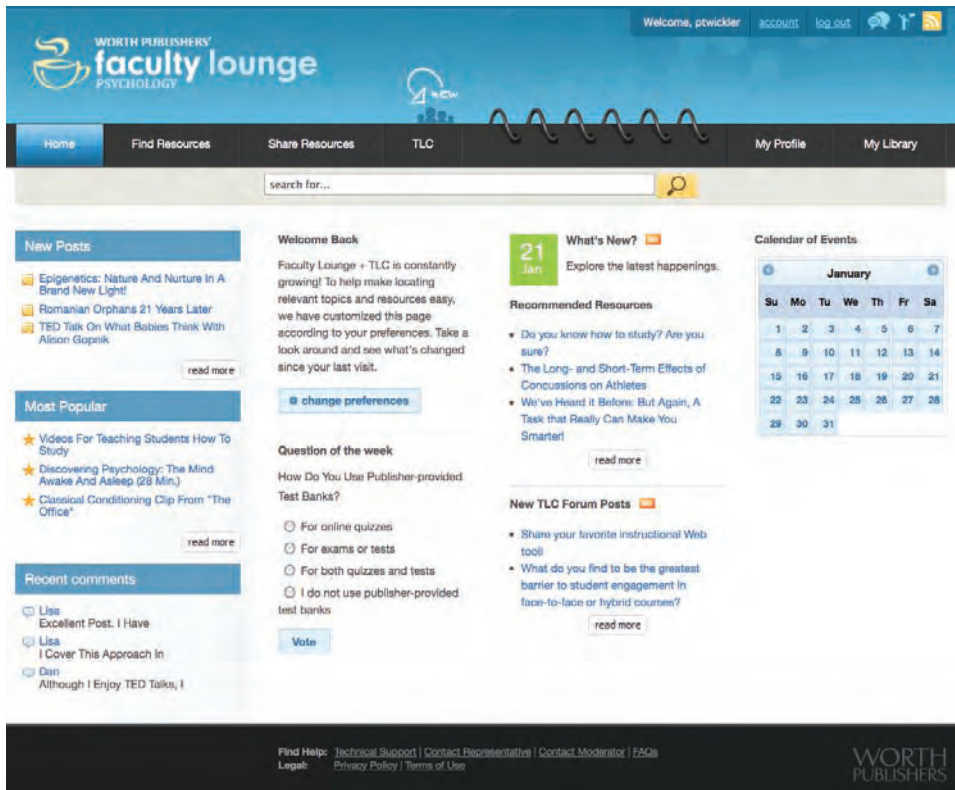 Welcome, ptwickler account log out
WORTH PUBLISHERS'
faculty lounge
PSYCHOLOGY
new
Home Find Resources Share Resources TLC My Profile My Library
search for...
New Posts
Epigenetics: Nature And Nurture In A
Brand New Light!
Romanian Orphans 21 Years Later
TED Talk On What Babies Think With
Alison Gopnik
read more
Most Popular
Videos For Teaching Students How To
Study
Discovering Psychology: The Mind
Awake And Asleep (28 Min.)
Classical Conditioning Clip From "The
Office"
read more
Recent comments
Lisa
Excellent Post. I Have
Lisa
I Cover This Approach In
Dan
Although I Enjoy TED Talks, I
Welcome Back
Faculty Lounge + TLC is constantly
growing! To help make locating
relevant topics and resources easy,
we have customized this page
according to your preferences. Take a
look around and see what's changed
since your last visit.
change preferences
Question of the week
How Do You Use Publisher-provided
Test Banks?
For online quizzes
For exams or tests
For both quizzes and tests
I do not use publisher-provided
test banks
Vote
21
Jan
What's New?
Explore the latest happenings.
Recommended Resources
• Do you know how to study? Are you
sure?
• The Long- and Short-Term Effects of
Concussions on Athletes
• We've Heard it Before: But Again, A
Task that Really Can Make You
Smarter!
read more
New TLC Forum Posts
• Share your favorite instructional Web
tool!
• What do you find to be the greatest
barrier to student engagement in
face-to-face or hybrid courses?
read more
Calendar of Events
January
Su Mo Tu We Th Fr Sa
1 2 3 4 5 6 7
8 9 10 11 12 13 14
15 16 17 18 19 20 21
22 23 24 25 26 27 28
29 30 31
Find Help: Technical Support | Contact Representative | Contact Moderator | FAQs
Legal: Privacy Policy | Terms of Use
WORTH
PUBLISHERS